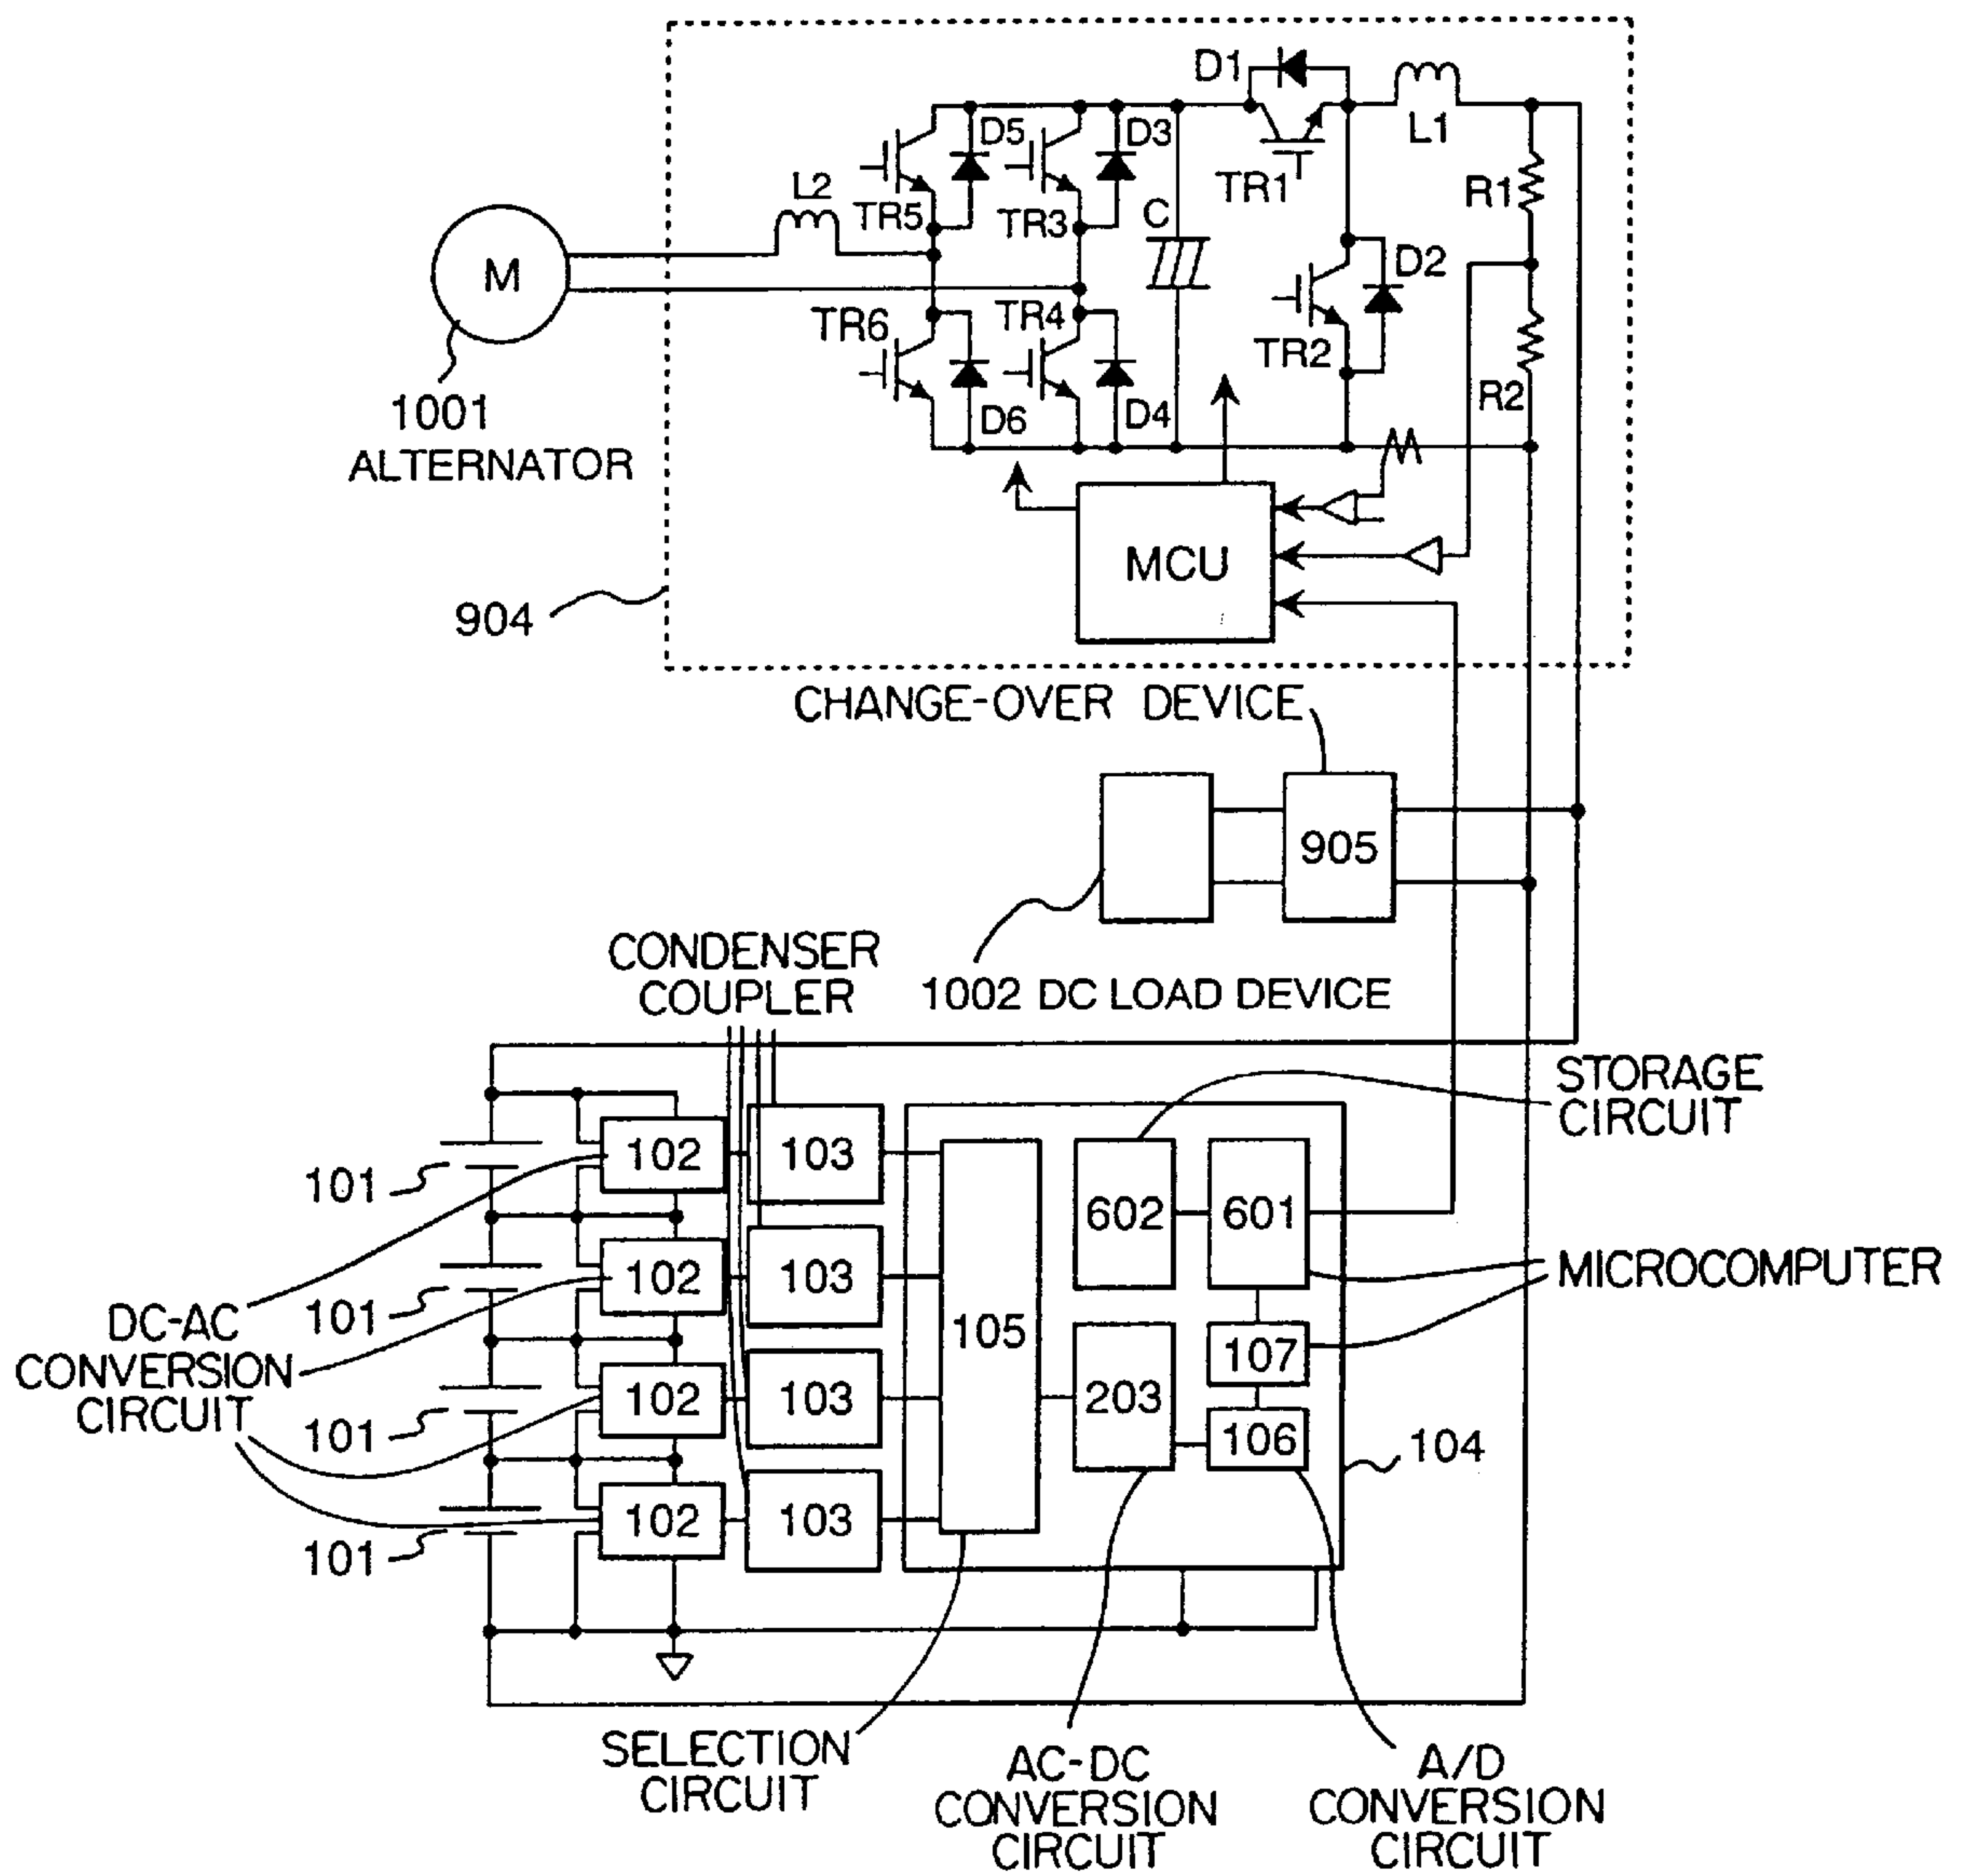 D1
L1
TR1
D5
D3
L2
TR5
TR3
C
R1
M
D2
TR6
TR4
TR2
R2
D6
D4
1001
ALTERNATOR
MCU
904
CHANGE-OVER DEVICE
905
1002 DC LOAD DEVICE
CONDENSER
COUPLER
STORAGE
CIRCUIT
101
102
103
602
601
101
102
103
105
MICROCOMPUTER
DC-AC
CONVERSION
CIRCUIT
107
101
102
103
203
106
104
101
102
103
SELECTION
CIRCUIT
AC-DC
CONVERSION
CIRCUIT
A/D
CONVERSION
CIRCUIT